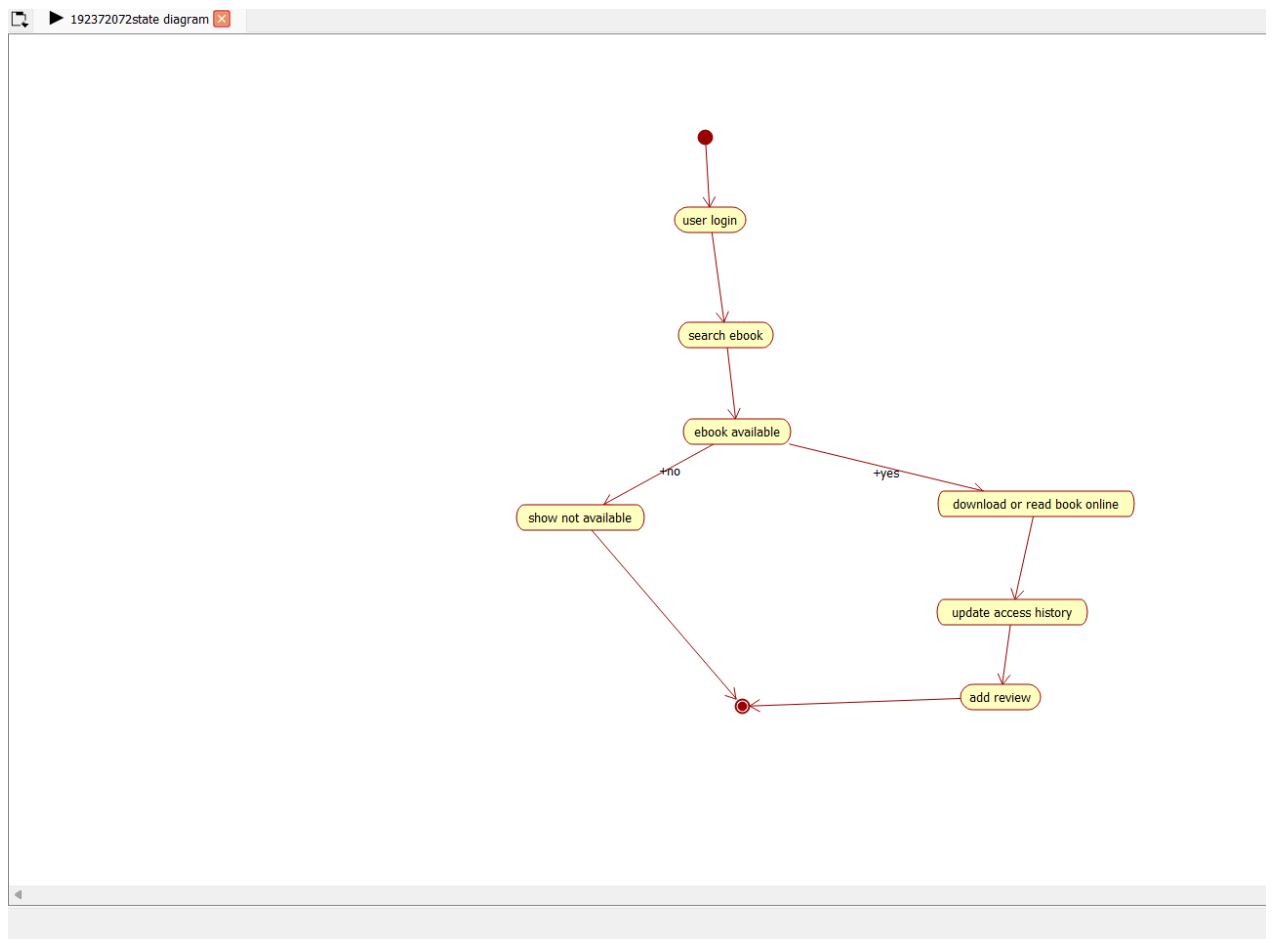 192372072state diagram
user login
search ebook
ebook available
+no
+yes
show not available
download or read book online
update access history
add review